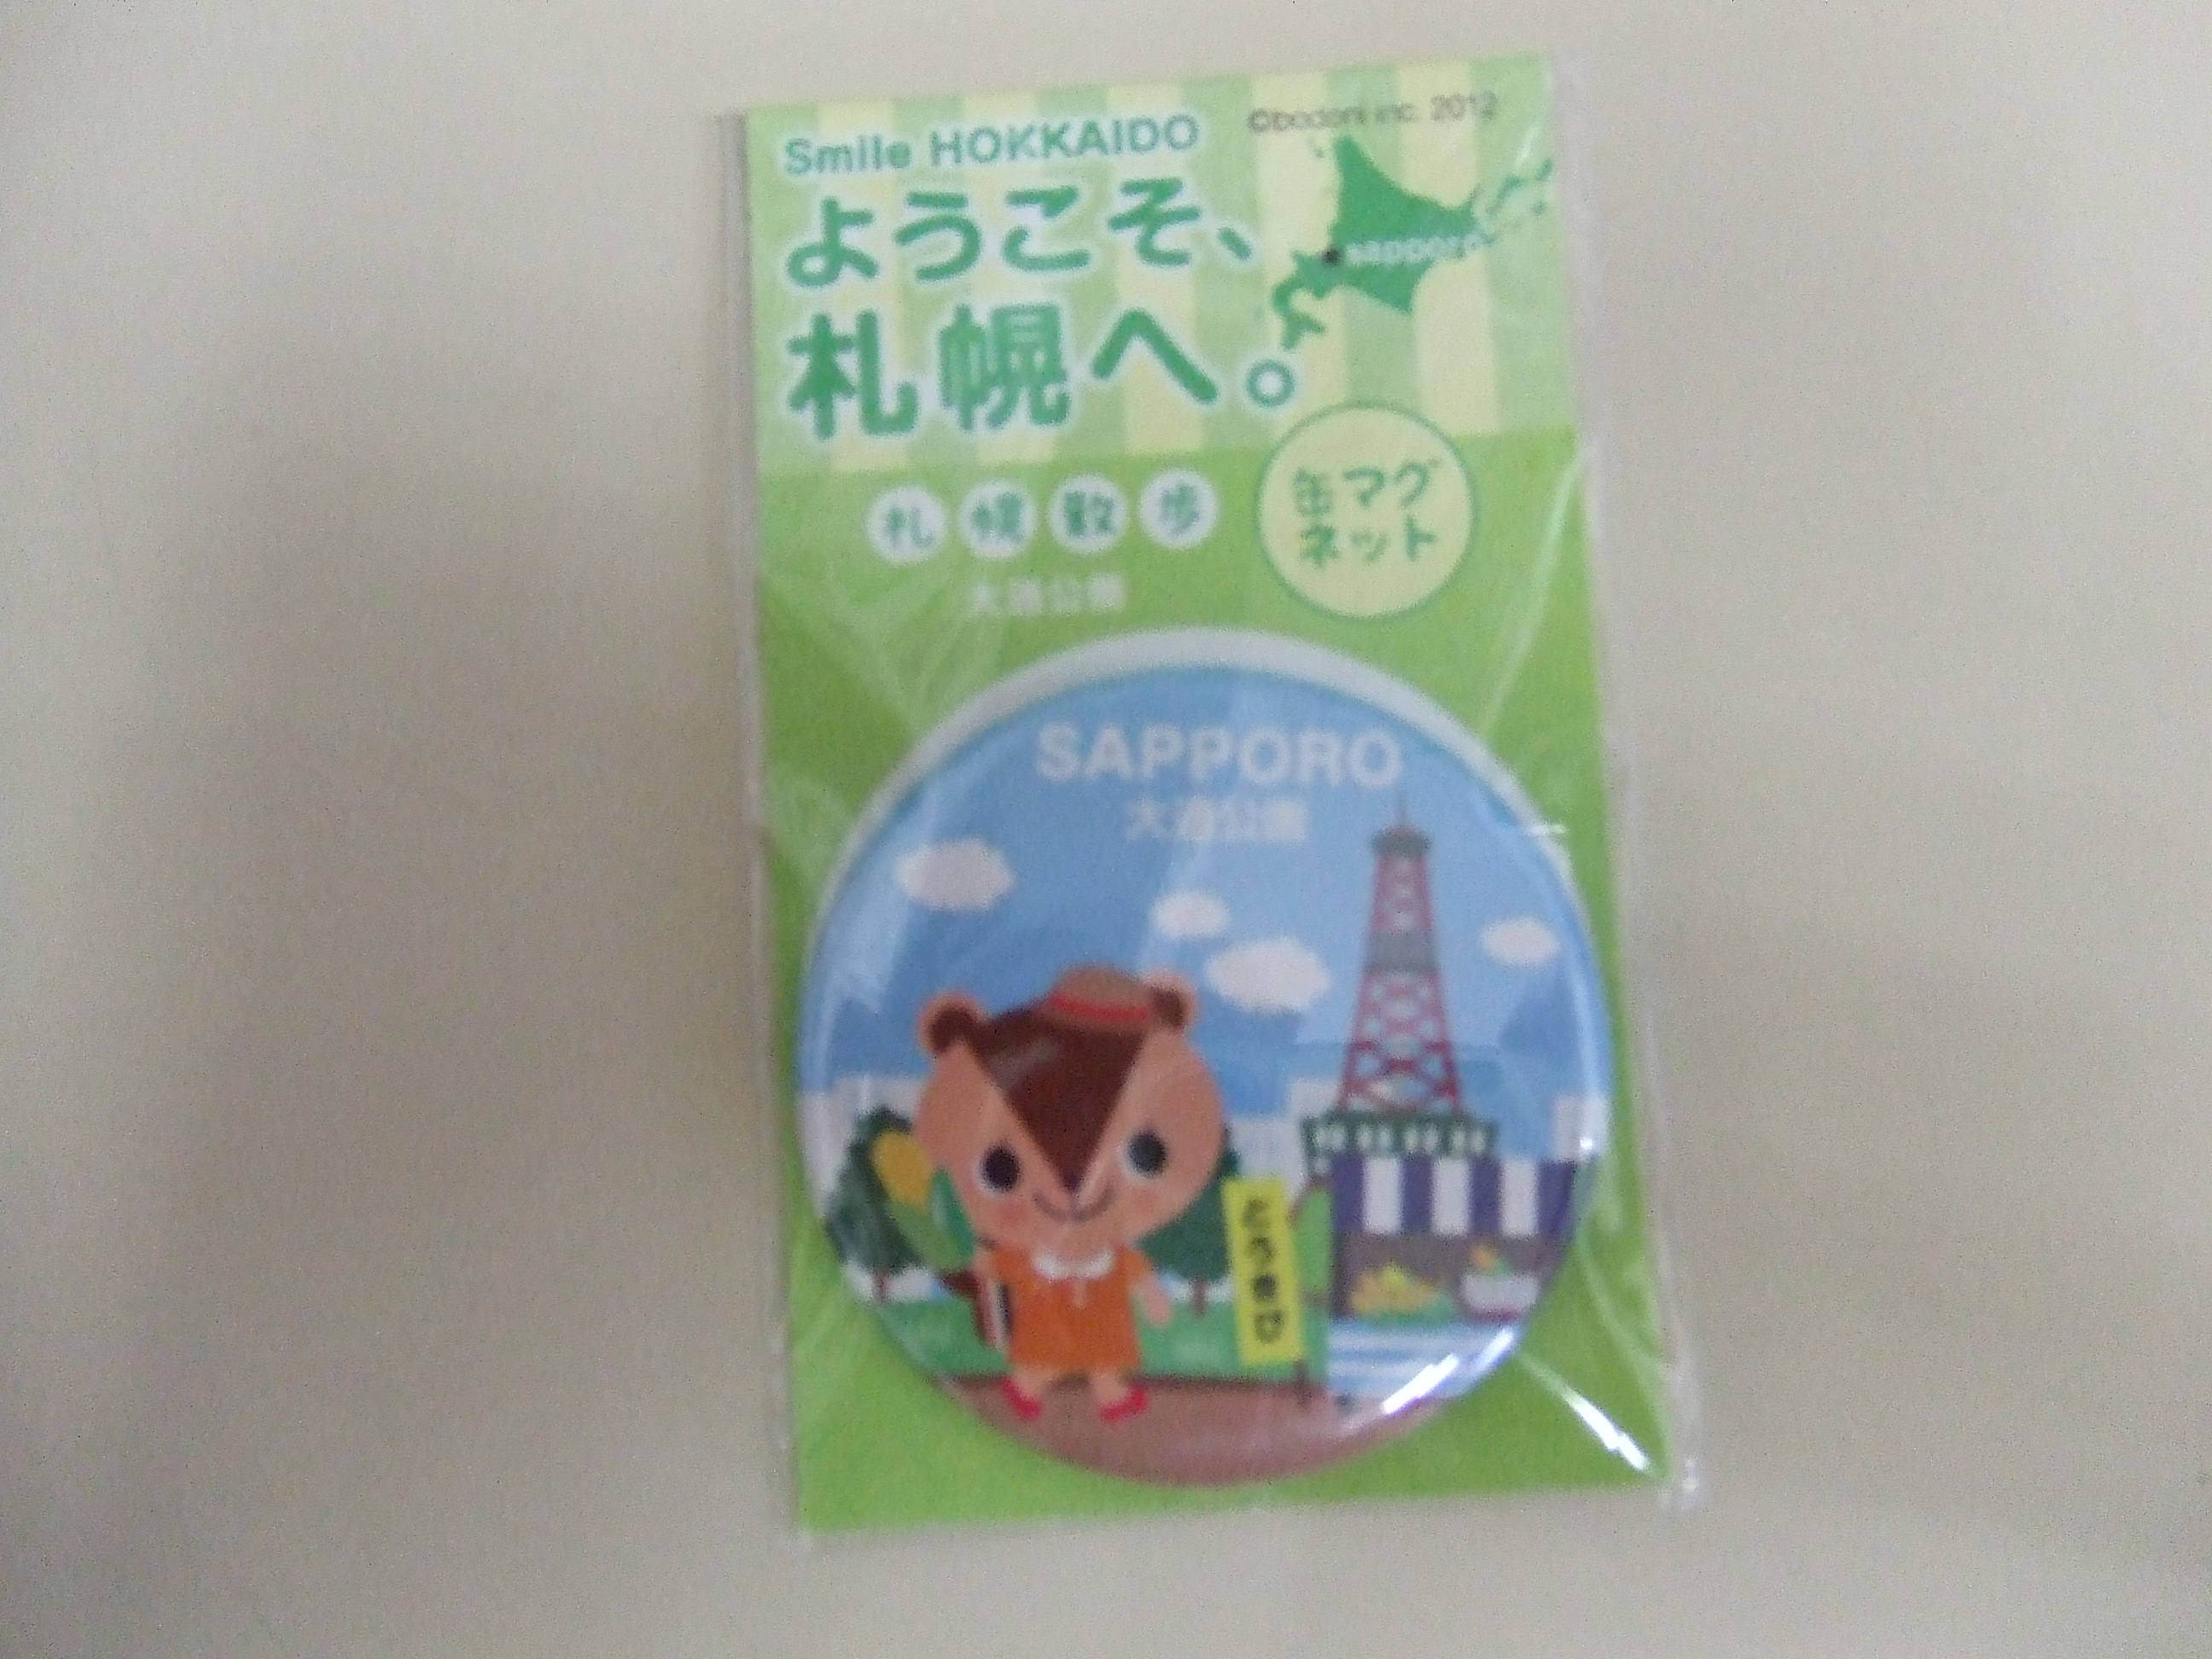 Smile HOKKAIDO
©bodoni inc. 2012
ようこそ、
札幌へ。
sapporo
札幌散歩
大通公園
缶マグ
ネット
SAPPORO
大通公園
とうきび